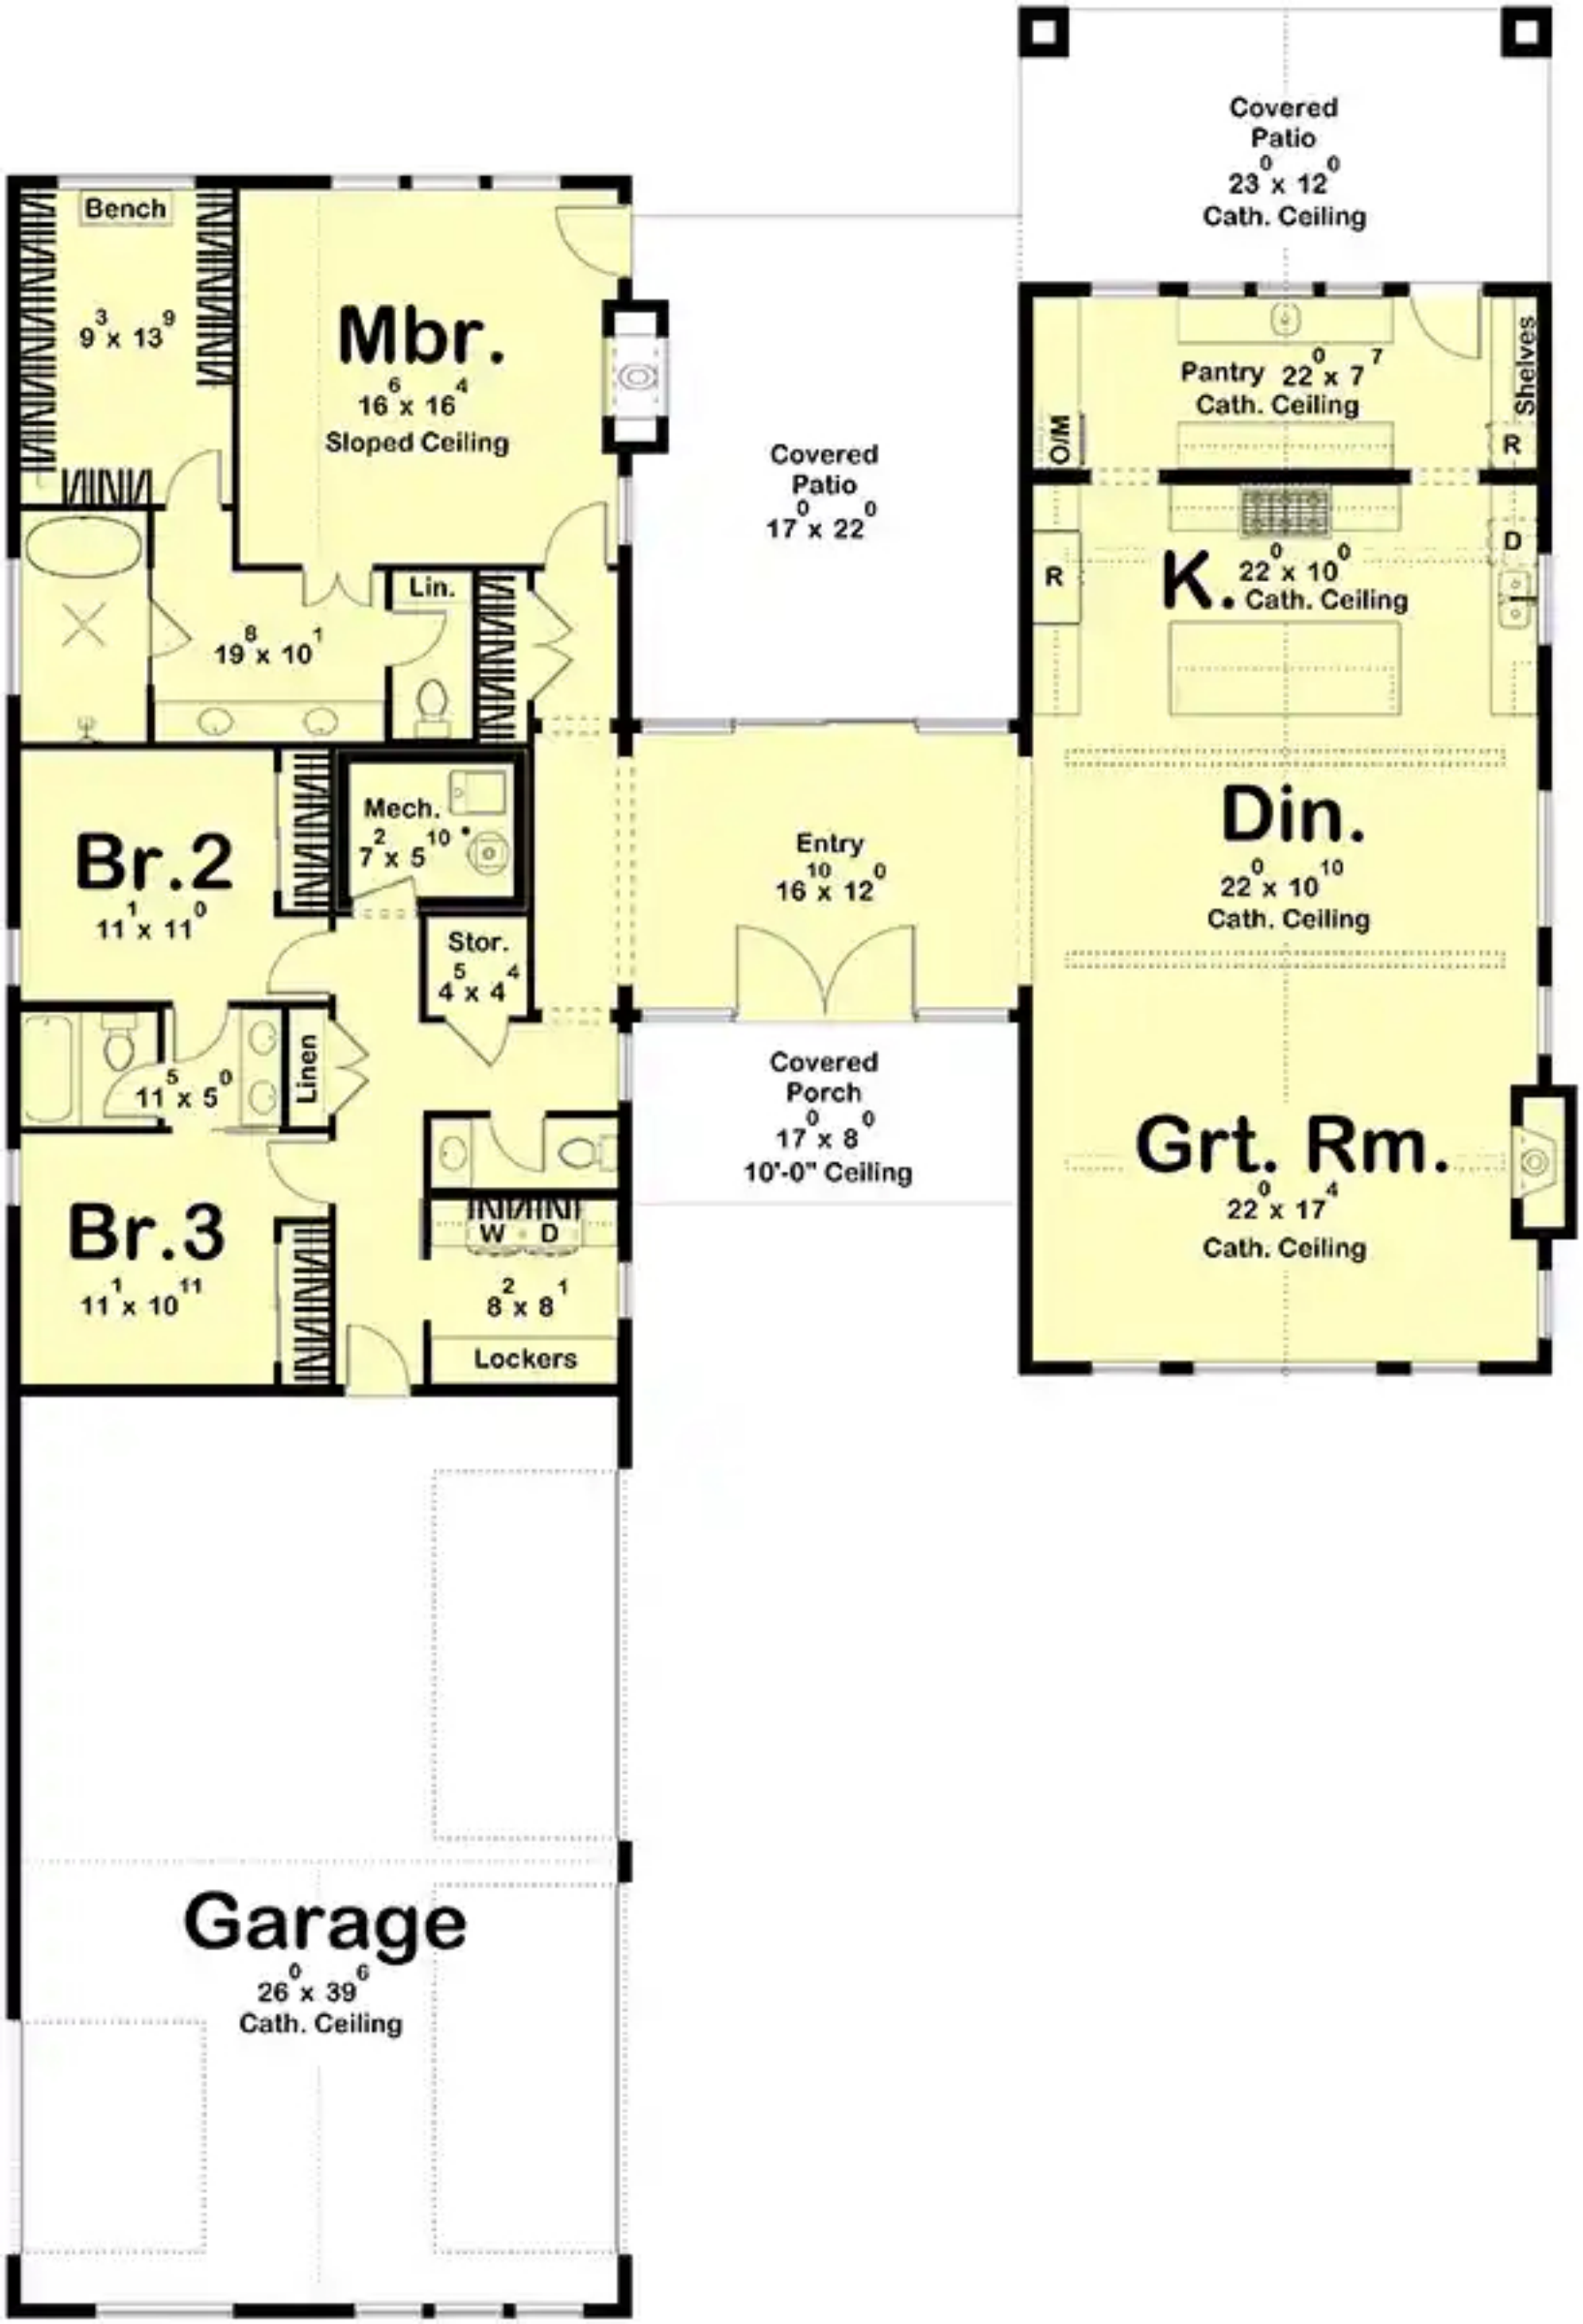 Covered
Patio
23⁰ x 12⁰
Cath. Ceiling
Bench
9³ x 13⁹
Mbr.
16⁶ x 16⁴
Sloped Ceiling
Covered
Patio
17⁰ x 22⁰
Pantry 22⁰ x 7⁷
Cath. Ceiling
Shelves
O/M
R
K. 22⁰ x 10⁰
Cath. Ceiling
R
D
Lin.
19⁸ x 10¹
Mech.
7² x 5¹⁰
Br.2
11¹ x 11⁰
Entry
16¹⁰ x 12⁰
Din.
22⁰ x 10¹⁰
Cath. Ceiling
Stor.
4⁵ x 4⁴
Linen
11⁵ x 5⁰
Covered
Porch
17⁰ x 8⁰
10'-0" Ceiling
Grt. Rm.
22⁰ x 17⁴
Cath. Ceiling
Br.3
11¹ x 10¹¹
W D
8² x 8¹
Lockers
Garage
26⁰ x 39⁶
Cath. Ceiling